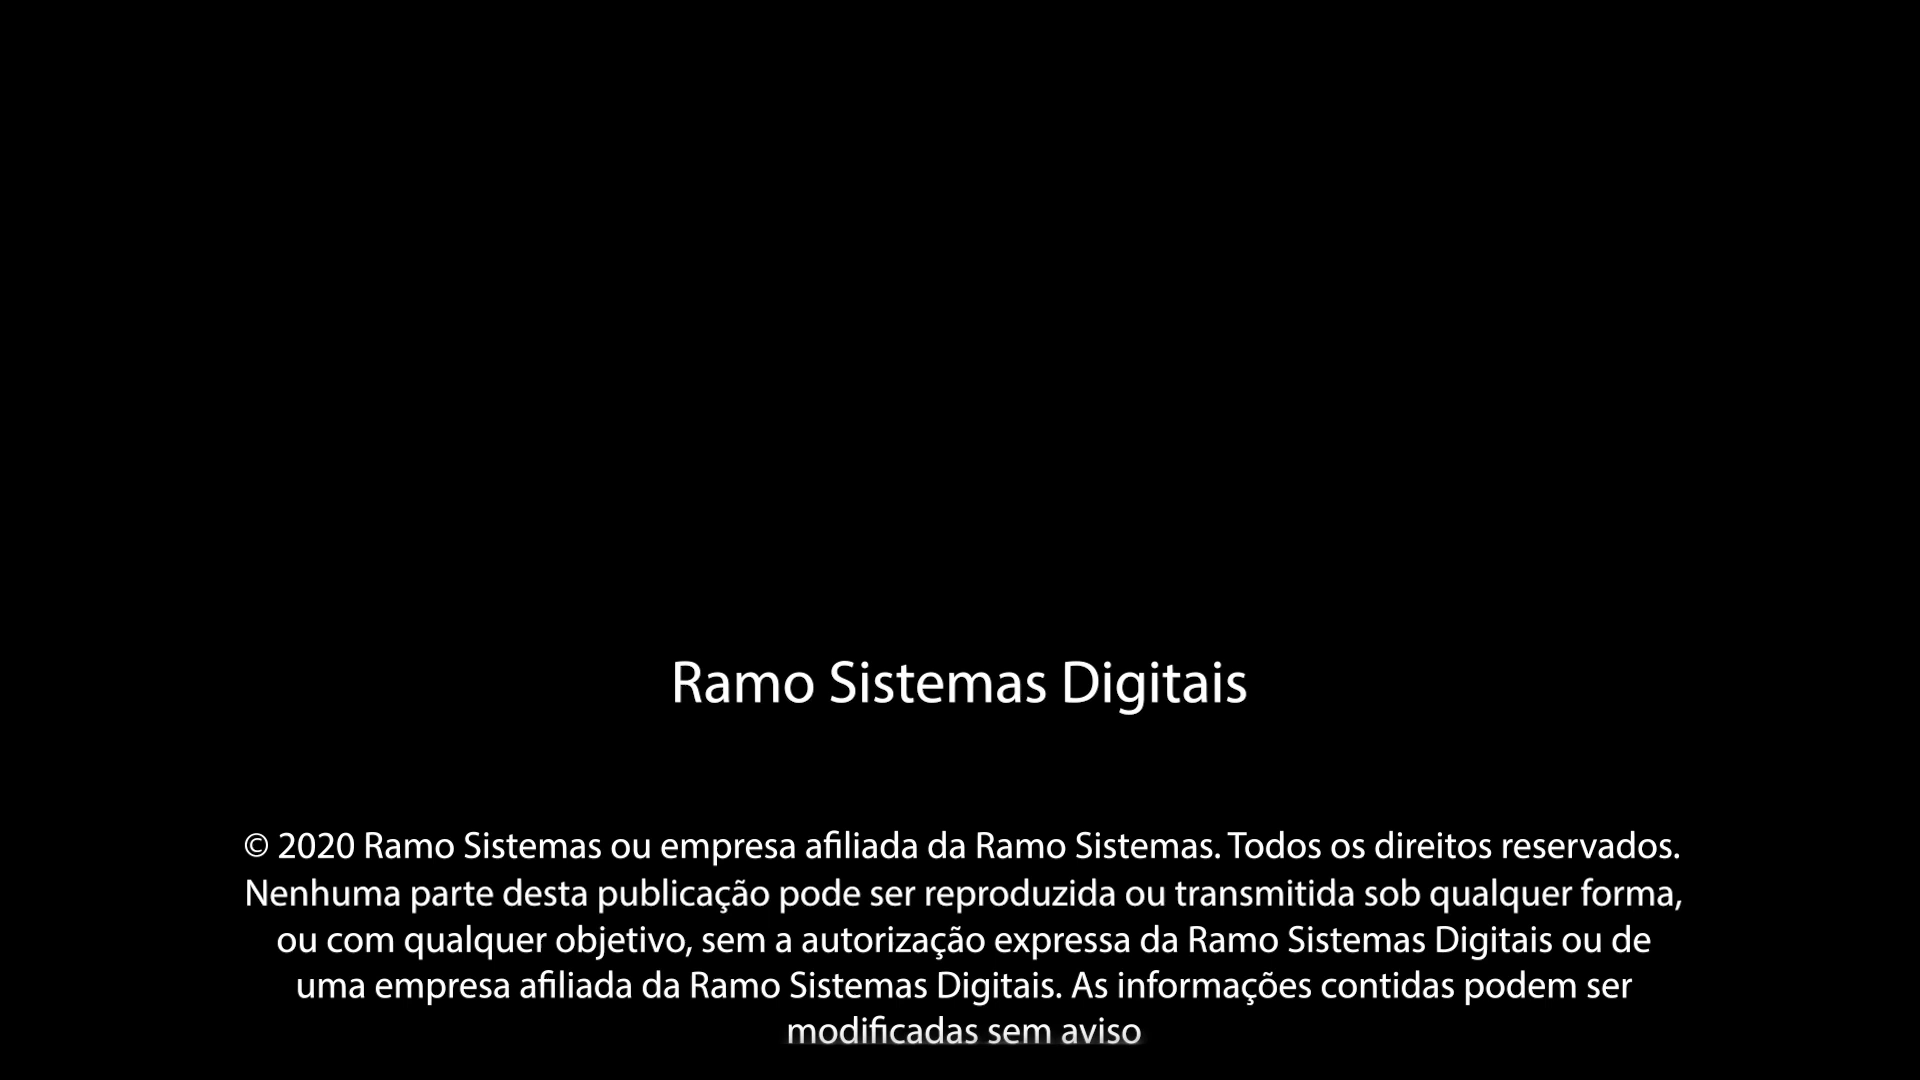 Ramo Sistemas Digitais
© 2020 Ramo Sistemas ou empresa afiliada da Ramo Sistemas. Todos os direitos reservados.
Nenhuma parte desta publicação pode ser reproduzida ou transmitida sob qualquer forma,
ou com qualquer objetivo, sem a autorização expressa da Ramo Sistemas Digitais ou de
uma empresa afiliada da Ramo Sistemas Digitais. As informações contidas podem ser
modificadas sem aviso